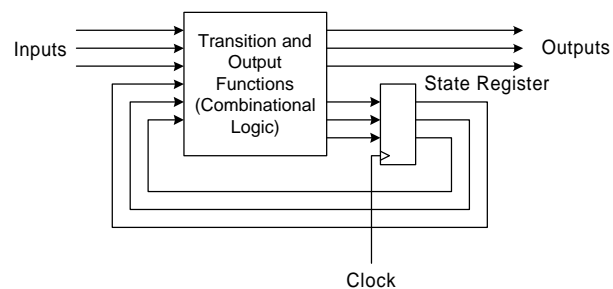 Inputs
Transition and
Output
Functions
(Combinational
Logic)
Outputs
State Register
Clock